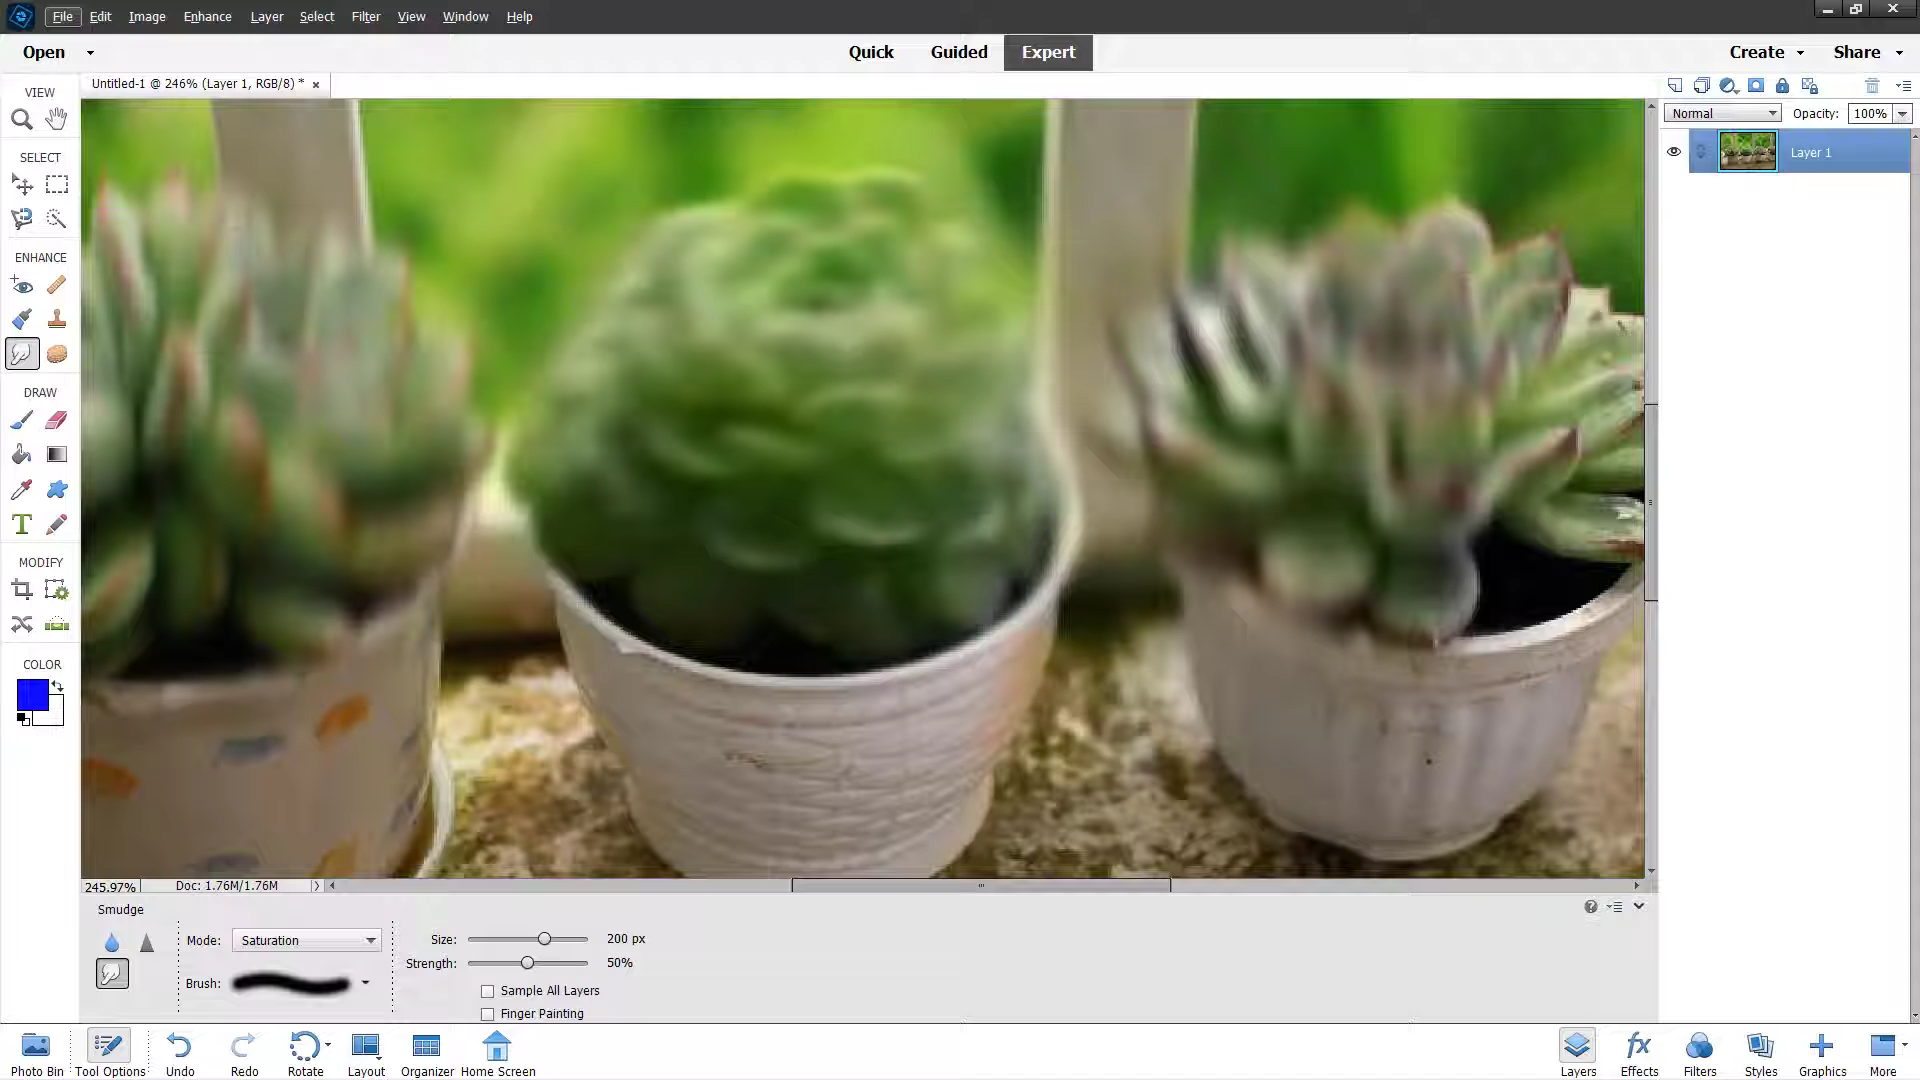 File Edit Image Enhance Layer Select Filter View Window Help
Open Quick Guided Expert Create Share
Untitled-1 @ 246% (Layer 1, RGB/8) *
VIEW
Normal Opacity: 100%
Layer 1
SELECT
ENHANCE
DRAW
T
MODIFY
COLOR
245.97% Doc: 1.76M/1.76M
Smudge
Mode: Saturation
Size: 200 px
Strength: 50%
Brush:
Sample All Layers
Finger Painting
Photo Bin Tool Options Undo Redo Rotate Layout Organizer Home Screen
fx
Layers Effects Filters Styles Graphics More